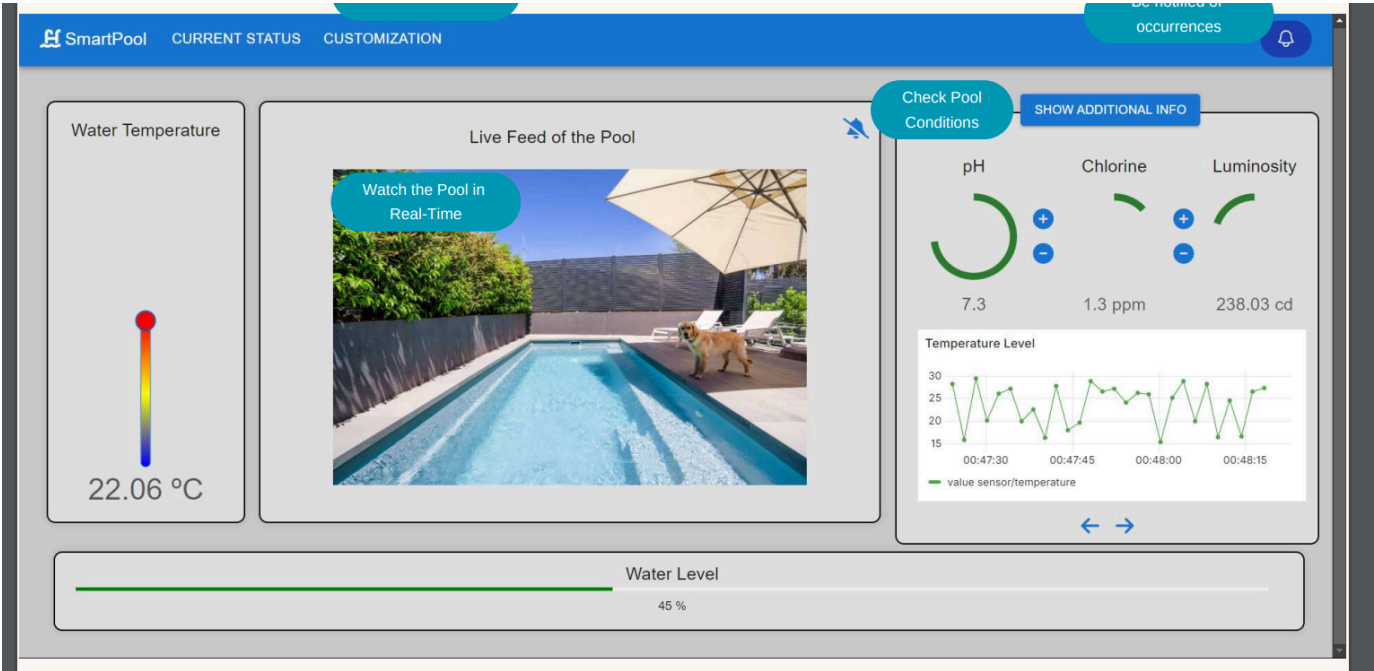 Be notified of
occurrences
SmartPool CURRENT STATUS CUSTOMIZATION
Water Temperature
22.06 ºC
Live Feed of the Pool
Watch the Pool in
Real-Time
Check Pool
Conditions
SHOW ADDITIONAL INFO
pH Chlorine Luminosity
7.3 1.3 ppm 238.03 cd
Temperature Level
30
25
20
15
00:47:30 00:47:45 00:48:00 00:48:15
value sensor/temperature
Water Level
45 %